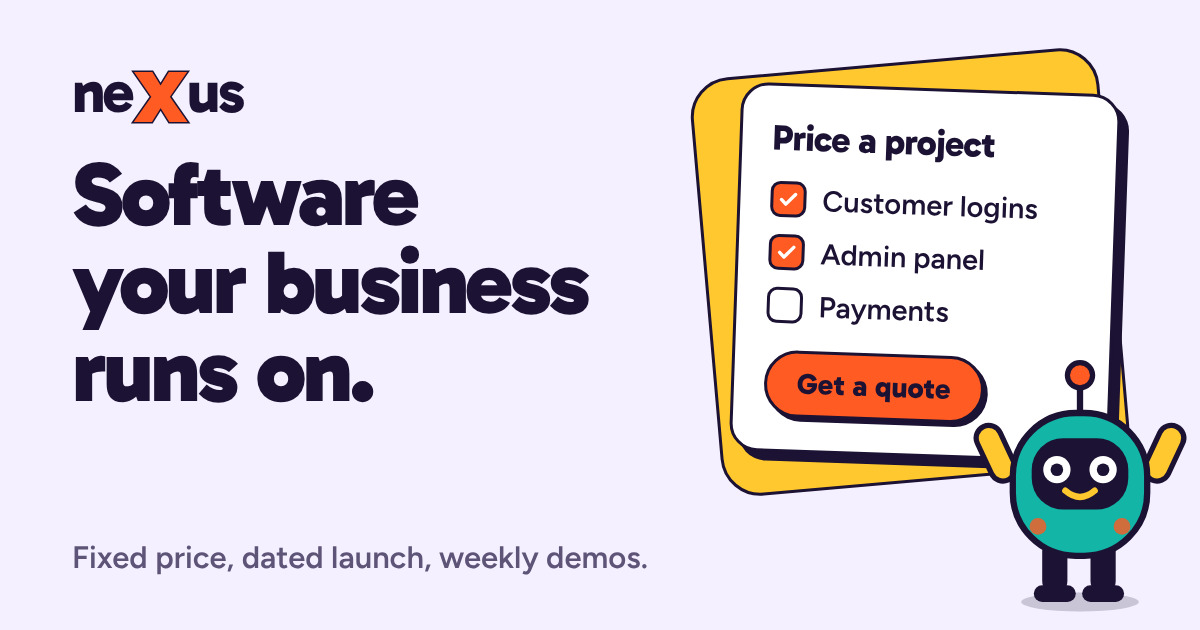 neXus
Software
your business
runs on.
Fixed price, dated launch, weekly demos.
Price a project
Customer logins
Admin panel
Payments
Get a quote